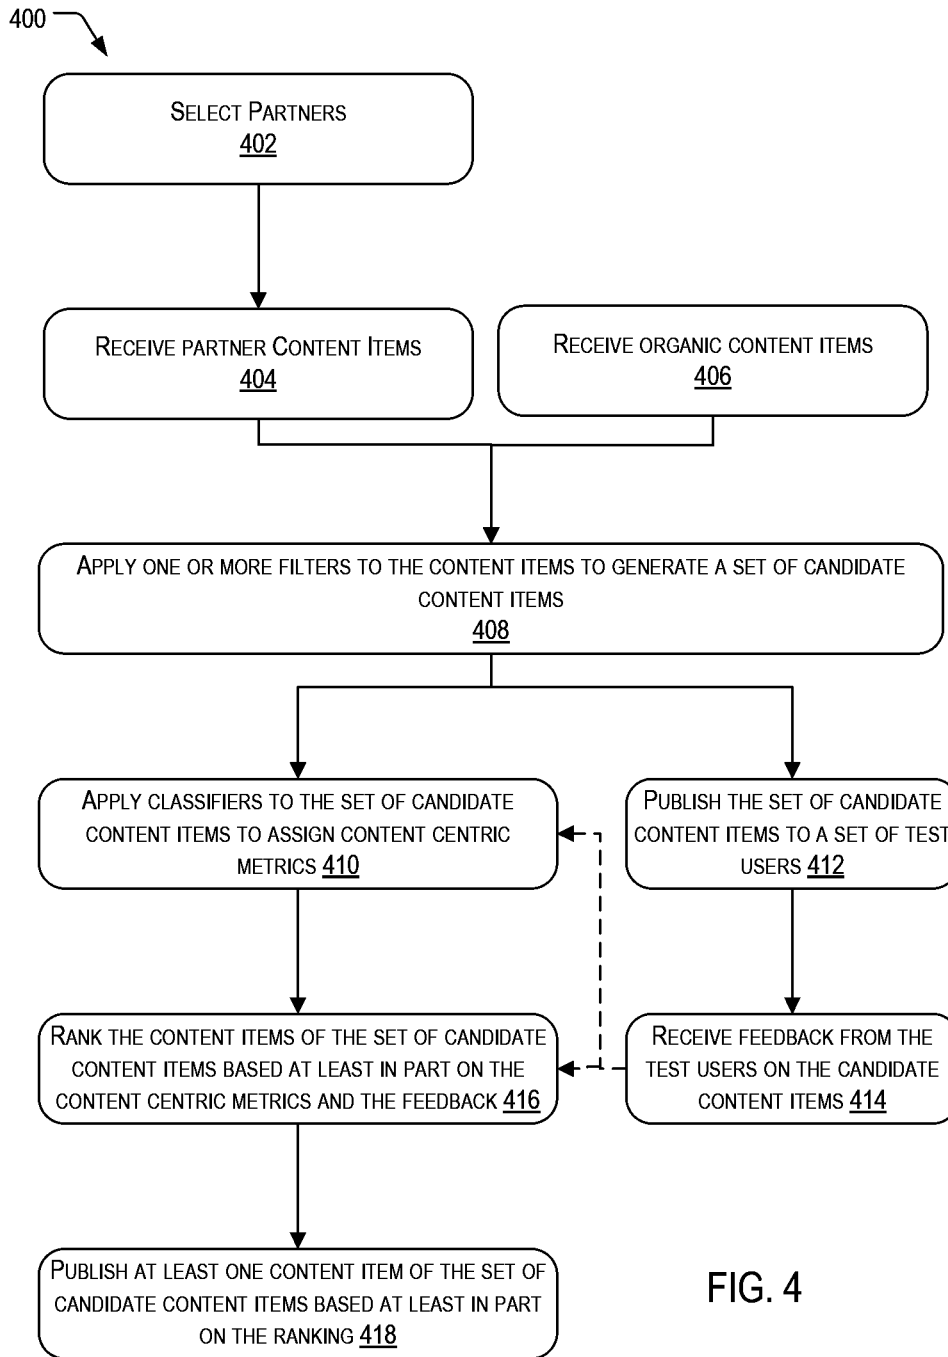 400
Select Partners
402
Receive partner Content Items
404
Receive organic content items
406
Apply one or more filters to the content items to generate a set of candidate
content items
408
Apply classifiers to the set of candidate
content items to assign content centric
metrics 410
Publish the set of candidate
content items to a set of test
users 412
Rank the content items of the set of candidate
content items based at least in part on the
content centric metrics and the feedback 416
Receive feedback from the
test users on the candidate
content items 414
Publish at least one content item of the set of
candidate content items based at least in part
on the ranking 418
FIG. 4